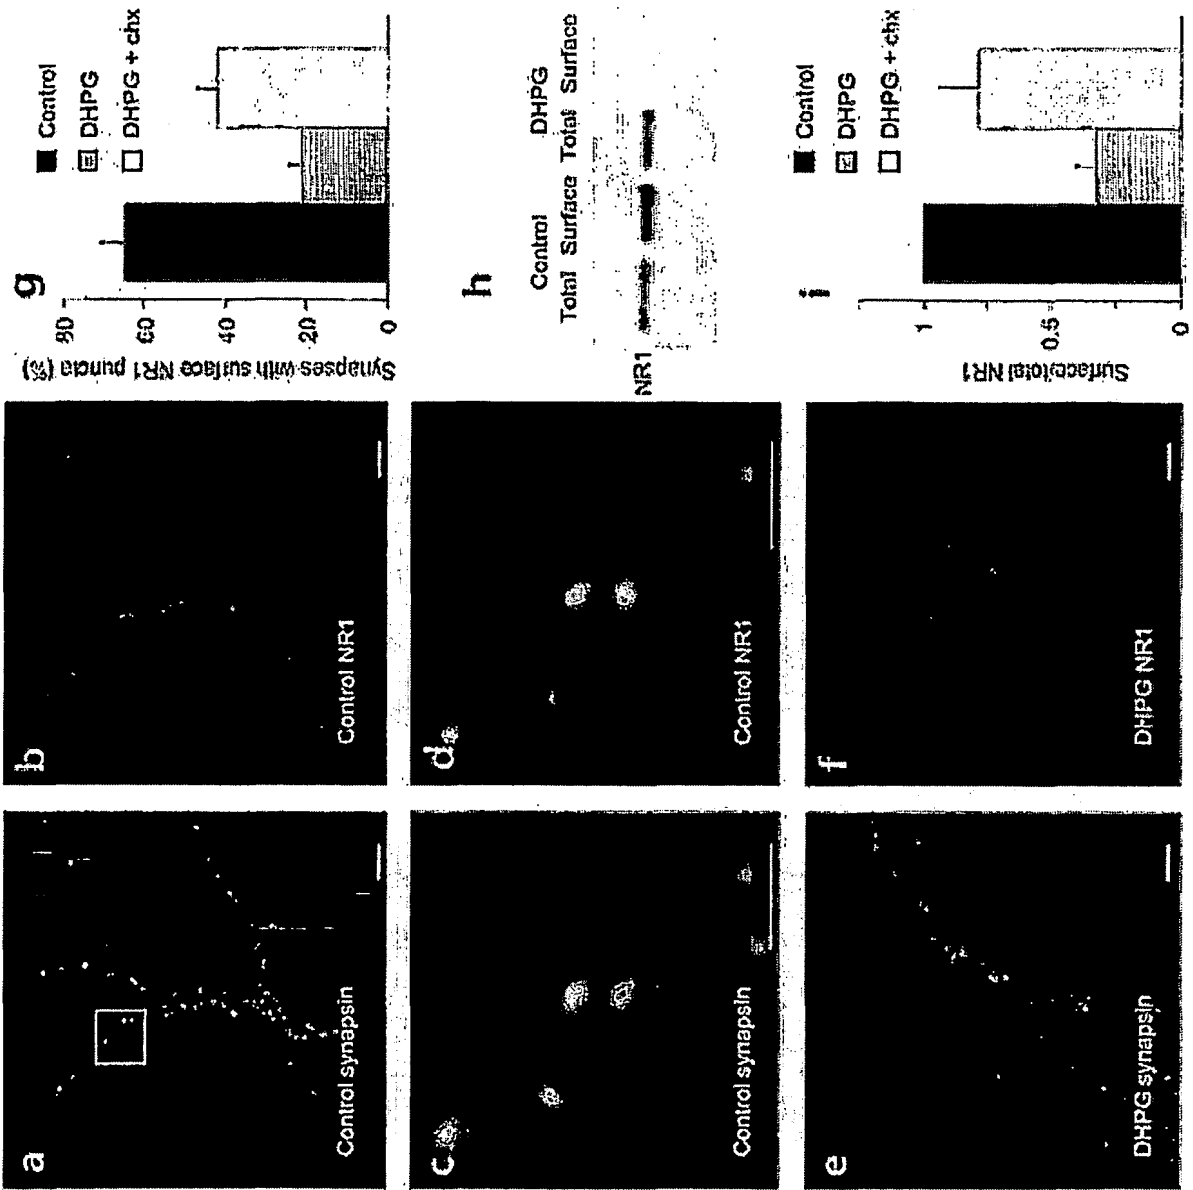 a
Control synapsin
b
Control NR1
c
Control synapsin
d
Control NR1
e
DHPG synapsin
f
DHPG NR1
g
Synapses with surface NR1 puncta (%)
80
60
40
20
0
Control
DHPG
DHPG + chx
h
Control DHPG
Total Surface Total Surface
NR1
i
Surface/total NR1
1
0.5
0
Control
DHPG
DHPG + chx